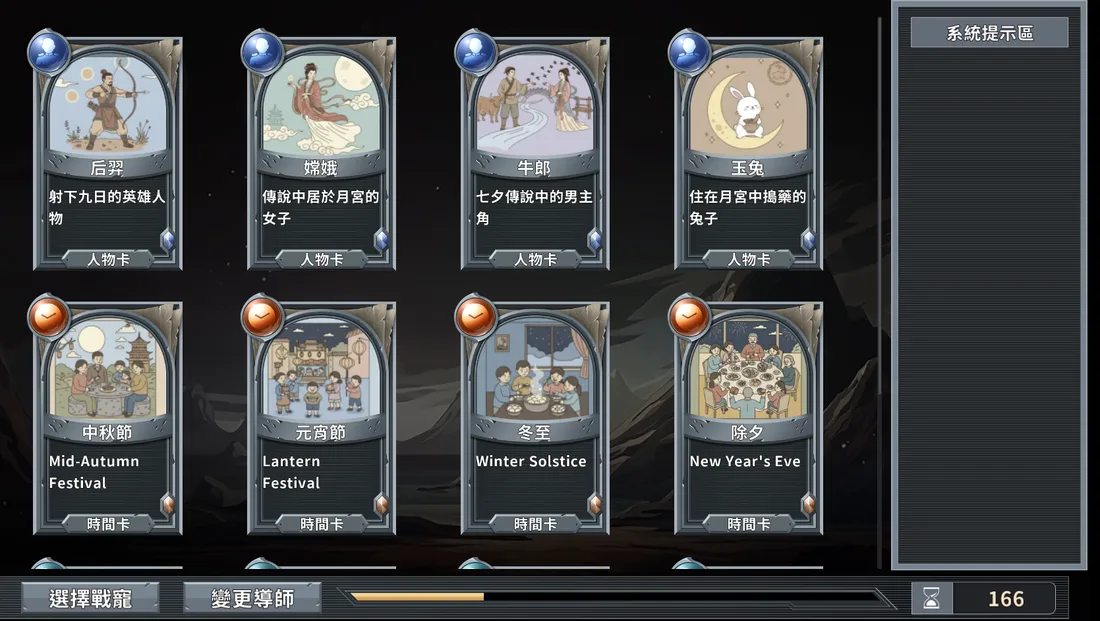 系統提示區
后羿
嫦娥
牛郎
玉兔
射下九日的英雄人
物
傳說中居於月宮的
女子
七夕傳說中的男主
角
住在月宮中搗藥的
兔子
人物卡
人物卡
人物卡
人物卡
中秋節
元宵節
冬至
除夕
Mid-Autumn
Festival
Lantern
Festival
Winter Solstice
New Year's Eve
時間卡
時間卡
時間卡
時間卡
選擇戰寵
變更導師
166